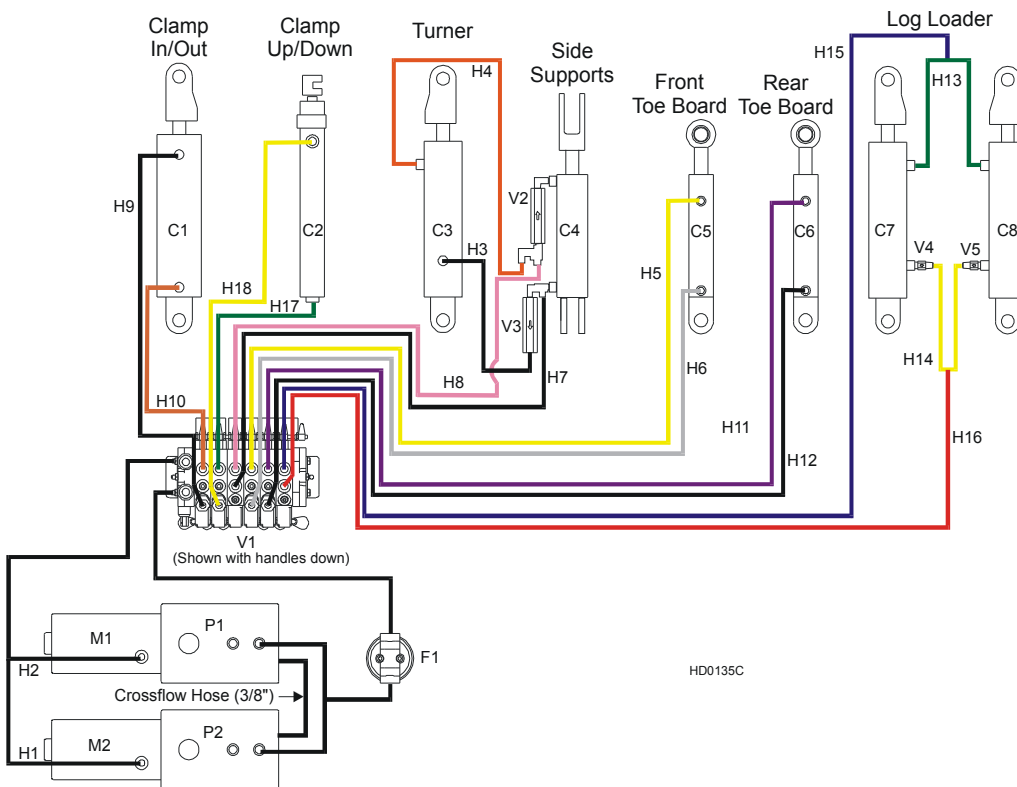 Clamp
In/Out
Clamp
Up/Down
Turner
Side
Supports
Front
Toe Board
Rear
Toe Board
Log Loader
H4
H15
H13
H9
C1
C2
C3
H3
V2
C4
H5
C5
C6
C7
C8
V4
V5
H18
H17
V3
H10
H8
H7
H6
H11
H12
H14
H16
V1
(Shown with handles down)
M1
P1
H2
F1
HD0135C
Crossflow Hose (3/8")
M2
P2
H1